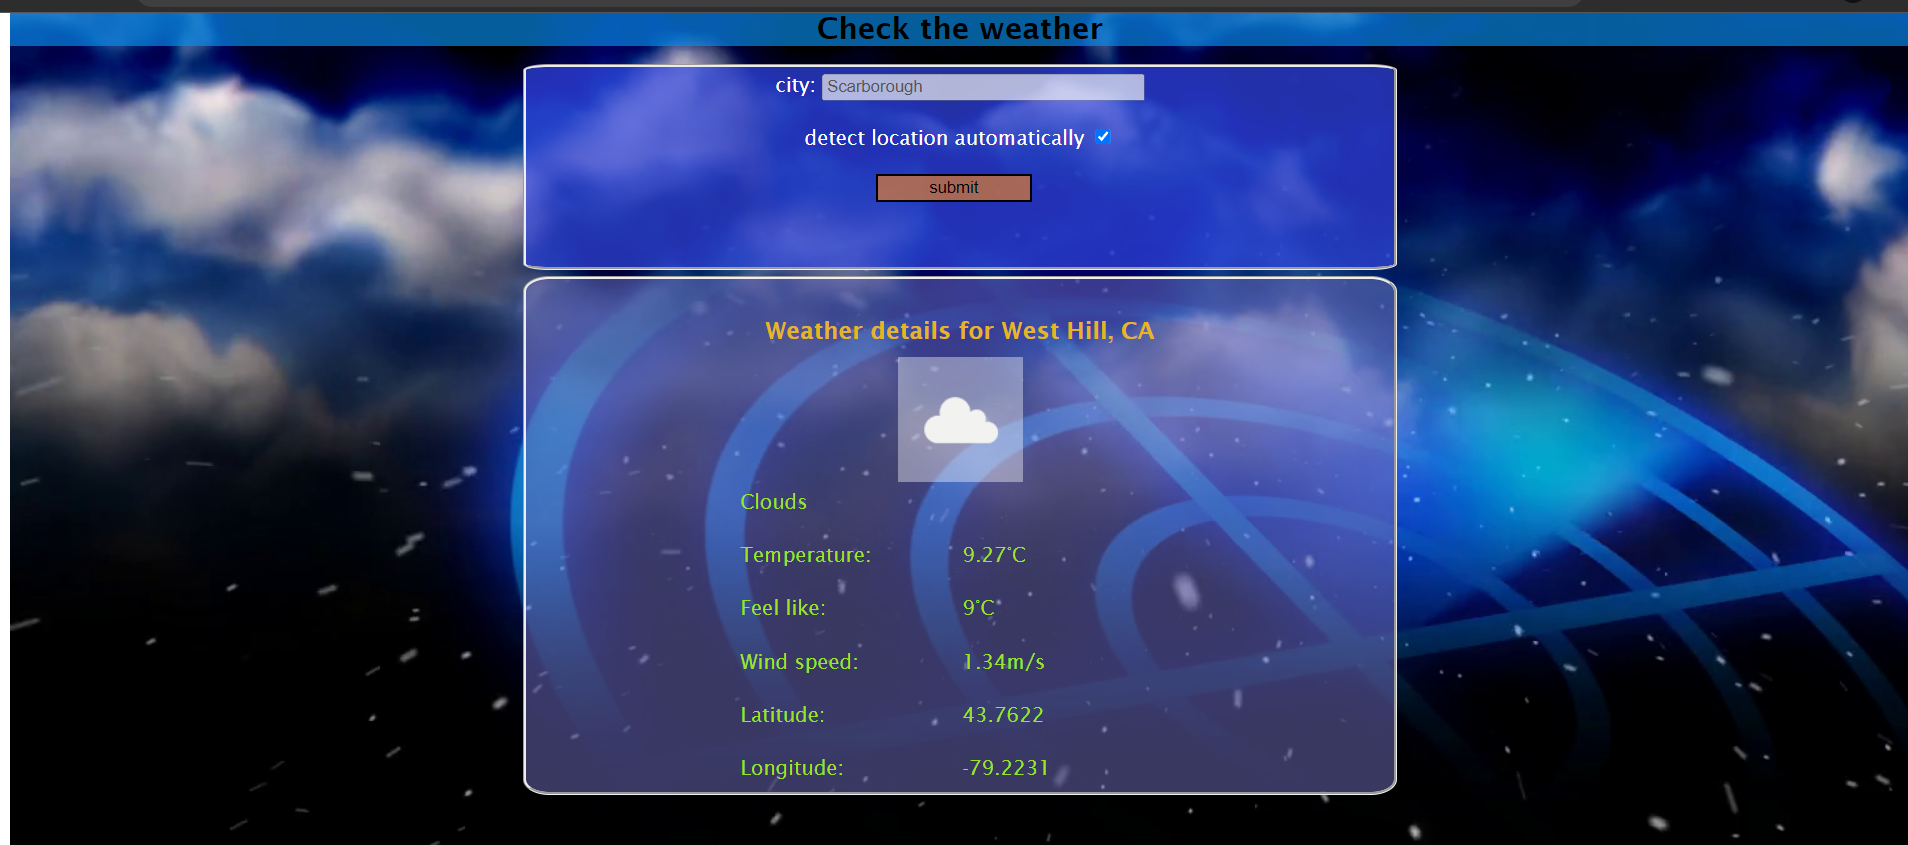 Check the weather
city: Scarborough
detect location automatically
submit
Weather details for West Hill, CA
Clouds
Temperature: 9.27°C
Feel like: 9°C
Wind speed: 1.34m/s
Latitude: 43.7622
Longitude: -79.2231